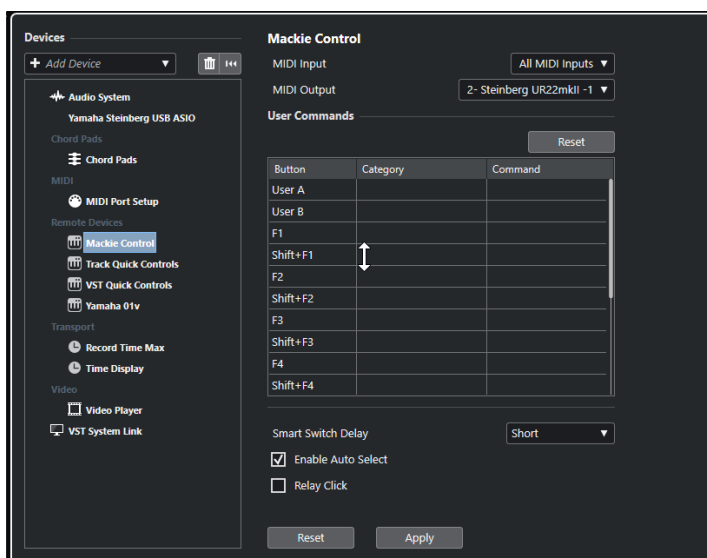 Devices
+ Add Device
Audio System
Yamaha Steinberg USB ASIO
Chord Pads
Chord Pads
MIDI
MIDI Port Setup
Remote Devices
Mackie Control
Track Quick Controls
VST Quick Controls
Yamaha 01v
Transport
Record Time Max
Time Display
Video
Video Player
VST System Link
Mackie Control
MIDI Input All MIDI Inputs
MIDI Output 2- Steinberg UR22mkII -1
User Commands
Reset
Button Category Command
User A
User B
F1
Shift+F1
F2
Shift+F2
F3
Shift+F3
F4
Shift+F4
Smart Switch Delay Short
Enable Auto Select
Relay Click
Reset Apply